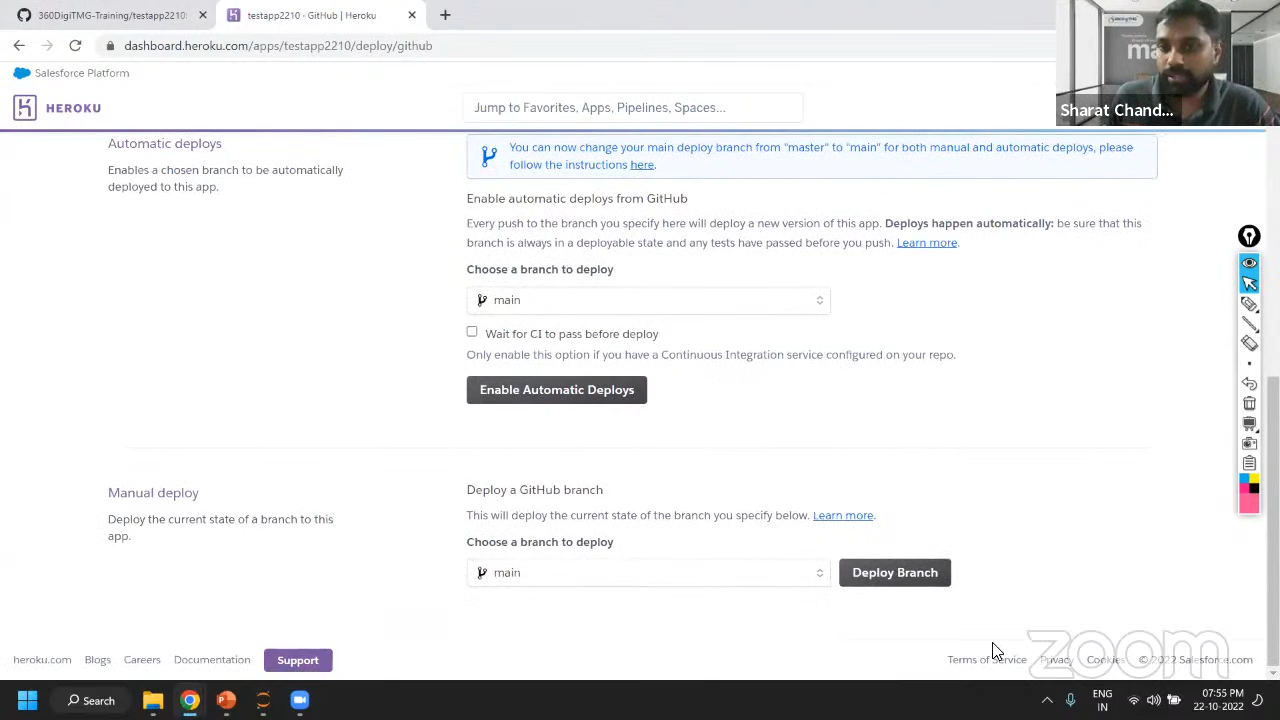 360DigiTMG-Training/testapp2210
testapp2210 - GitHub | Heroku
dashboard.heroku.com/apps/testapp2210/deploy/github
Salesforce Platform
HEROKU
Jump to Favorites, Apps, Pipelines, Spaces...
Sharat Chand...
Automatic deploys
Enables a chosen branch to be automatically
deployed to this app.
You can now change your main deploy branch from "master" to "main" for both manual and automatic deploys, please
follow the instructions here.
Enable automatic deploys from GitHub
Every push to the branch you specify here will deploy a new version of this app. Deploys happen automatically: be sure that this
branch is always in a deployable state and any tests have passed before you push. Learn more.
Choose a branch to deploy
main
Wait for CI to pass before deploy
Only enable this option if you have a Continuous Integration service configured on your repo.
Enable Automatic Deploys
Manual deploy
Deploy the current state of a branch to this
app.
Deploy a GitHub branch
This will deploy the current state of the branch you specify below. Learn more.
Choose a branch to deploy
main
Deploy Branch
heroku.com
Blogs
Careers
Documentation
Support
Terms of Service
Privacy
Cookies
© 2022 Salesforce.com
zoom
Search
ENG
IN
07:55 PM
22-10-2022